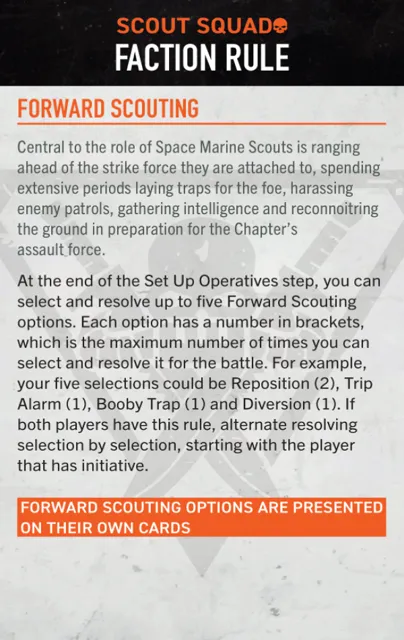 SCOUT SQUAD
FACTION RULE
FORWARD SCOUTING
Central to the role of Space Marine Scouts is ranging
ahead of the strike force they are attached to, spending
extensive periods laying traps for the foe, harassing
enemy patrols, gathering intelligence and reconnoitring
the ground in preparation for the Chapter's
assault force.
At the end of the Set Up Operatives step, you can
select and resolve up to five Forward Scouting
options. Each option has a number in brackets,
which is the maximum number of times you can
select and resolve it for the battle. For example,
your five selections could be Reposition (2), Trip
Alarm (1), Booby Trap (1) and Diversion (1). If
both players have this rule, alternate resolving
selection by selection, starting with the player
that has initiative.
FORWARD SCOUTING OPTIONS ARE PRESENTED
ON THEIR OWN CARDS